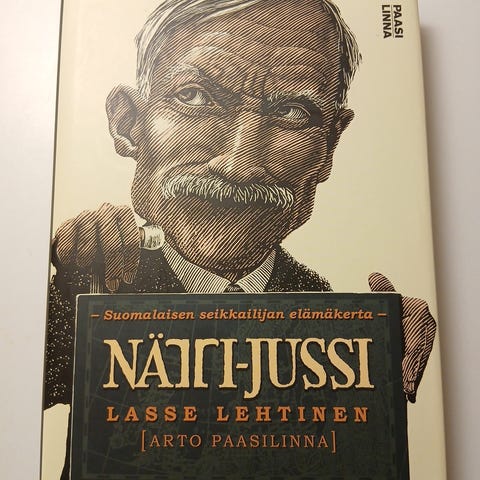 PAASI
LINNA
– Suomalaisen seikkailijan elämäkerta –
NÄTTI-JUSSI
LASSE LEHTINEN
[ARTO PAASILINNA]